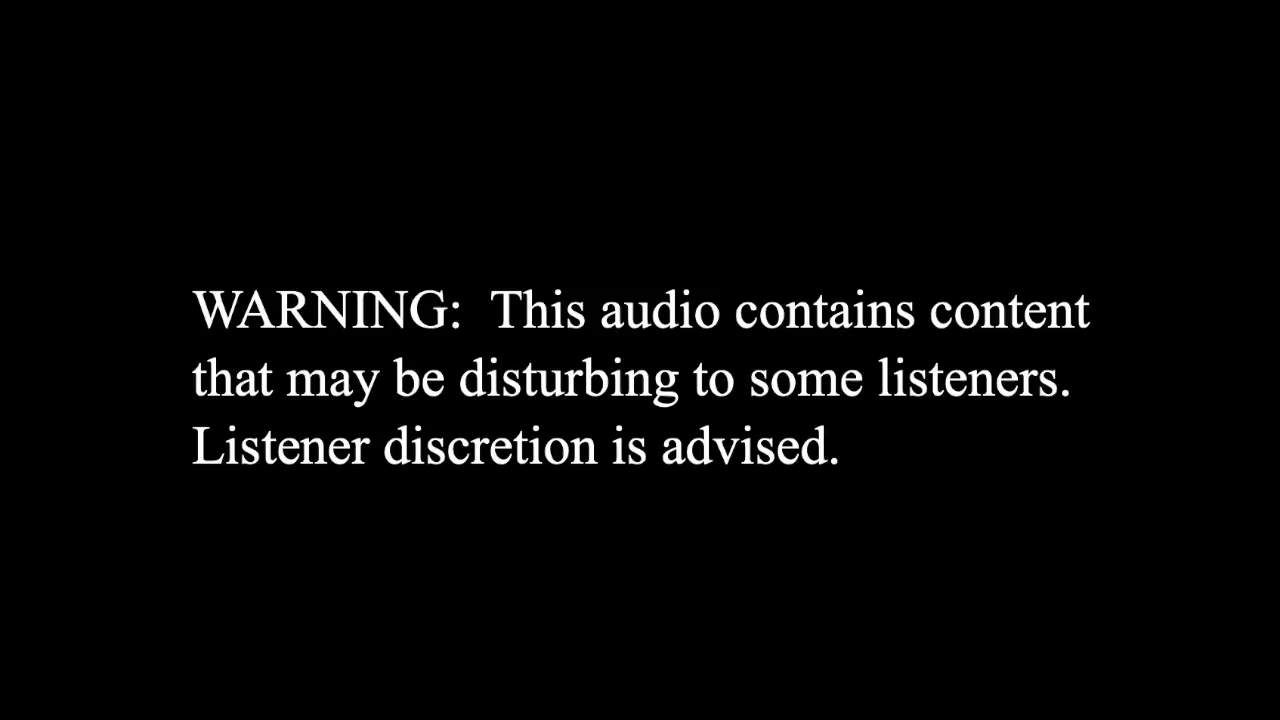 WARNING:  This audio contains content
that may be disturbing to some listeners.
Listener discretion is advised.